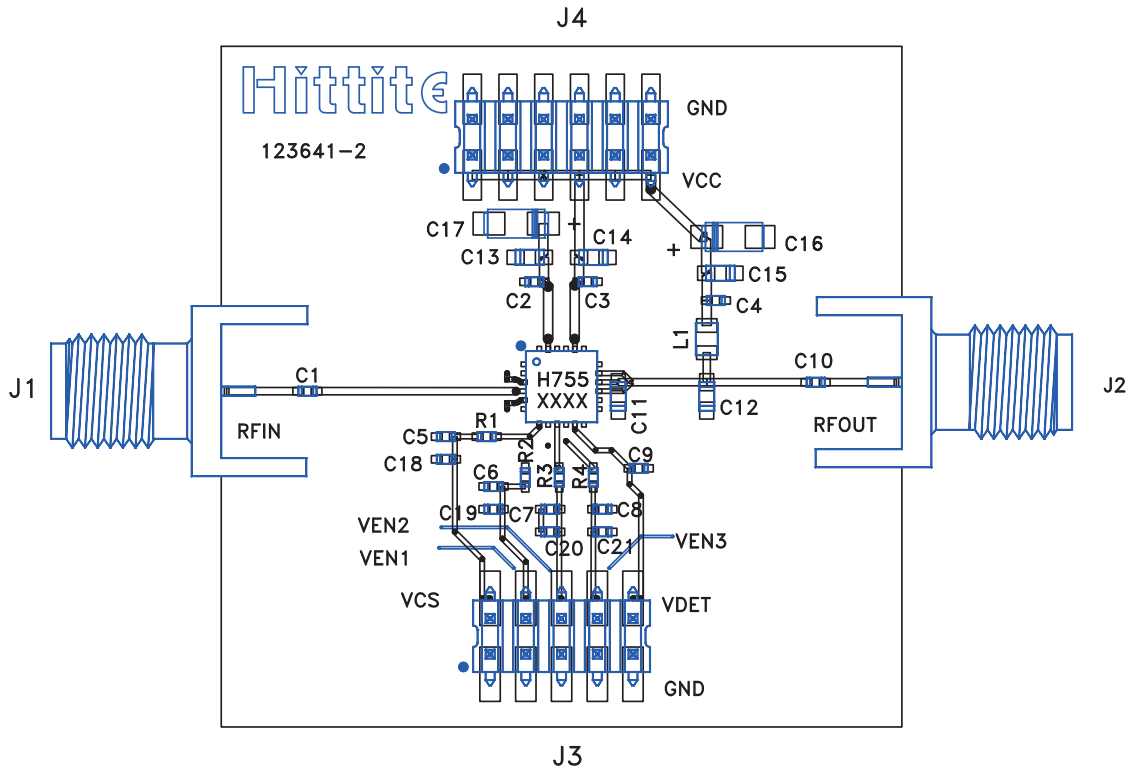 J4
Hittite
GND
123641-2
VCC
C17
+
C14
C16
C13
+
C15
C2
C3
C4
L1
J1
C1
H755
XXXX
C10
J2
C11
C12
RFIN
R1
RFOUT
C5
R2
C18
C9
C6
R3
R4
C19
C7
C8
VEN2
C20
C21
VEN3
VEN1
VCS
VDET
GND
J3